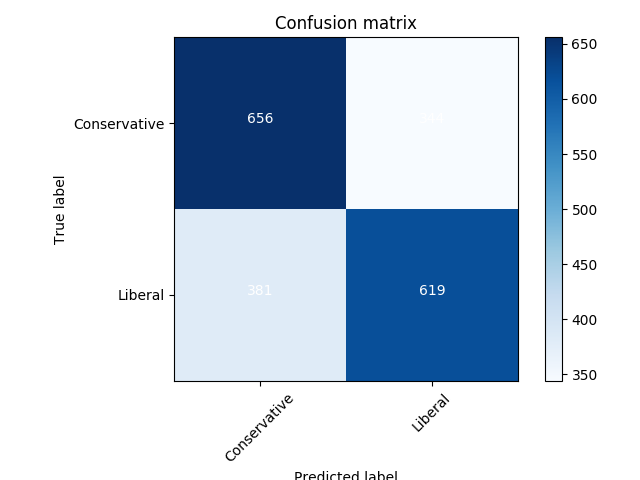 Confusion matrix
Conservative
Liberal
True label
656
344
381
619
Conservative
Liberal
Predicted label
650
600
550
500
450
400
350